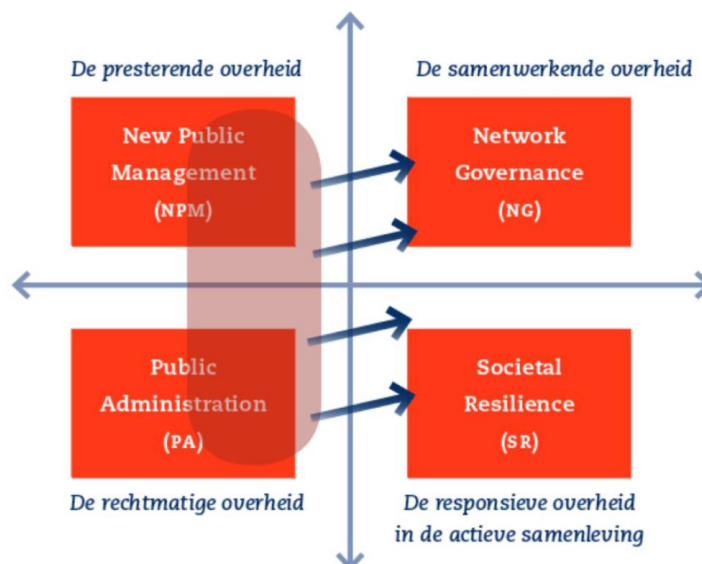 De presterende overheid
De samenwerkende overheid
New Public
Management
(NPM)
Network
Governance
(NG)
Public
Administration
(PA)
Societal
Resilience
(SR)
De rechtmatige overheid
De responsieve overheid
in de actieve samenleving